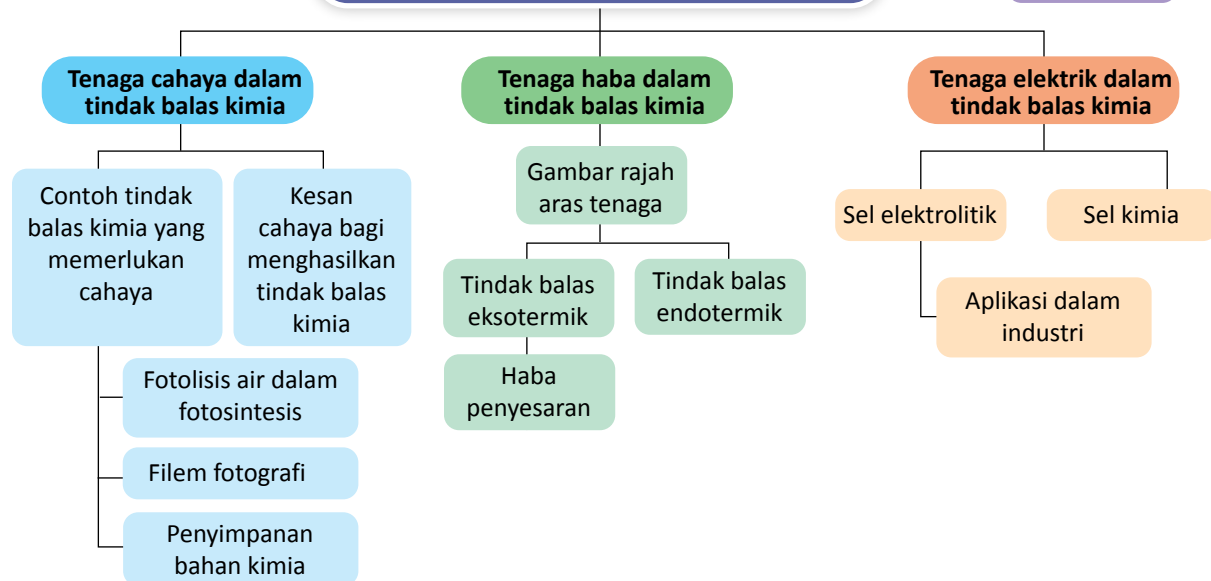 Tenaga cahaya dalam
tindak balas kimia
Tenaga haba dalam
tindak balas kimia
Tenaga elektrik dalam
tindak balas kimia
Contoh tindak
balas kimia yang
memerlukan
cahaya
Kesan
cahaya bagi
menghasilkan
tindak balas
kimia
Fotolisis air dalam
fotosintesis
Filem fotografi
Penyimpanan
bahan kimia
Gambar rajah
aras tenaga
Tindak balas
eksotermik
Tindak balas
endotermik
Haba
penyesaran
Sel elektrolitik
Sel kimia
Aplikasi dalam
industri